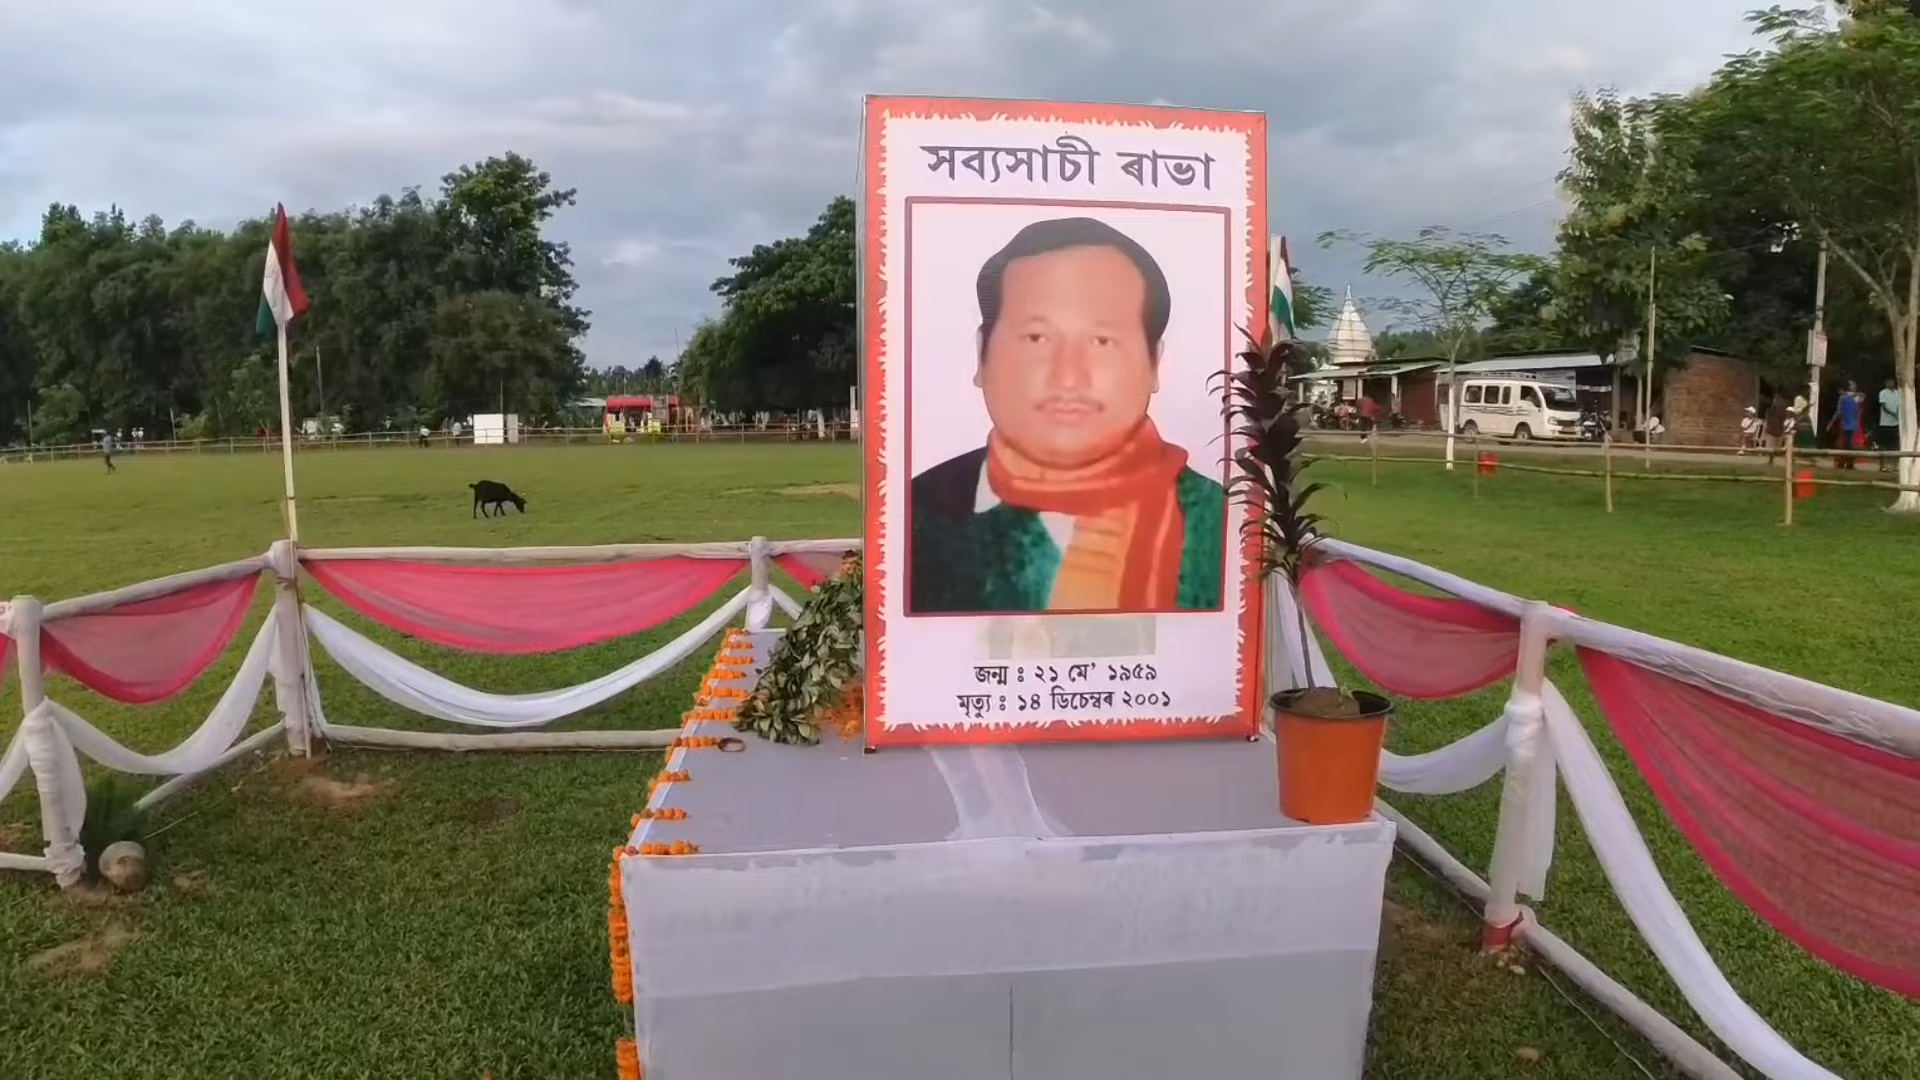 সব্যসাচী ৰাভা
জন্ম ঃ ২১ মে’ ১৯৫৯
মৃত্যু ঃ ১৪ ডিচেম্বৰ ২০০১